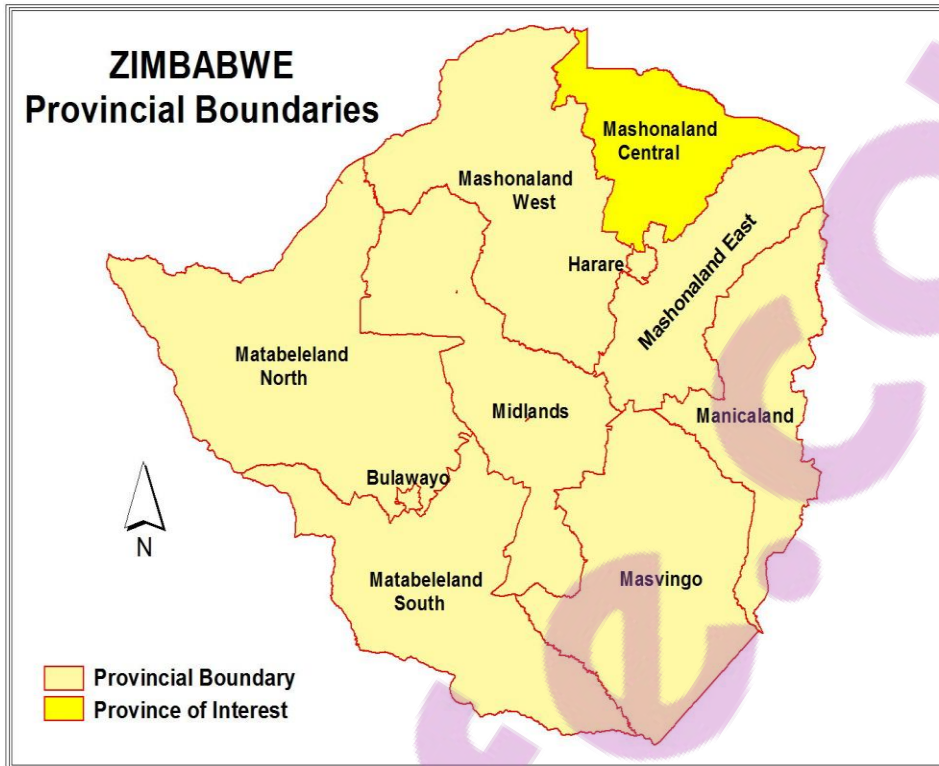 ZIMBABWE
Provincial Boundaries
Mashonaland
Central
Mashonaland
West
Harare
Mashonaland East
Matabeleland
North
Midlands
Manicaland
Bulawayo
N
Matabeleland
South
Masvingo
Provincial Boundary
Province of Interest